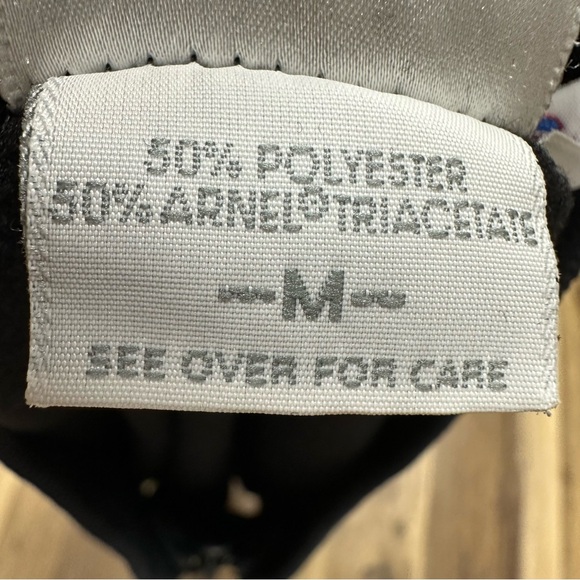 50% POLYESTER
50% ARNEL® TRIACETATE
--M--
SEE OVER FOR CARE